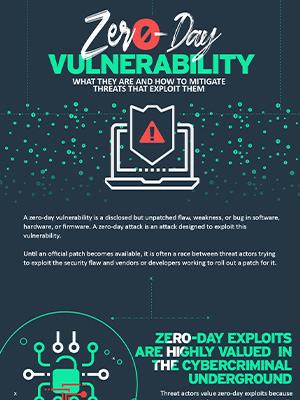 Zero-Day
VULNERABILITY
WHAT THEY ARE AND HOW TO MITIGATE
THREATS THAT EXPLOIT THEM
A zero-day vulnerability is a disclosed but unpatched flaw, weakness, or bug in software,
hardware, or firmware. A zero-day attack is an attack designed to exploit this
vulnerability.
Until an official patch becomes available, it is often a race between threat actors trying
to exploit the security flaw and vendors or developers working to roll out a patch for it.
ZERO-DAY EXPLOITS
ARE HIGHLY VALUED IN
THE CYBERCRIMINAL
UNDERGROUND
Threat actors value zero-day exploits because
x